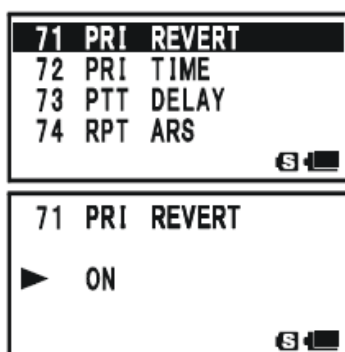 71 PRI REVERT
72 PRI TIME
73 PTT DELAY
74 RPT ARS
S
71 PRI REVERT
▶ ON
S